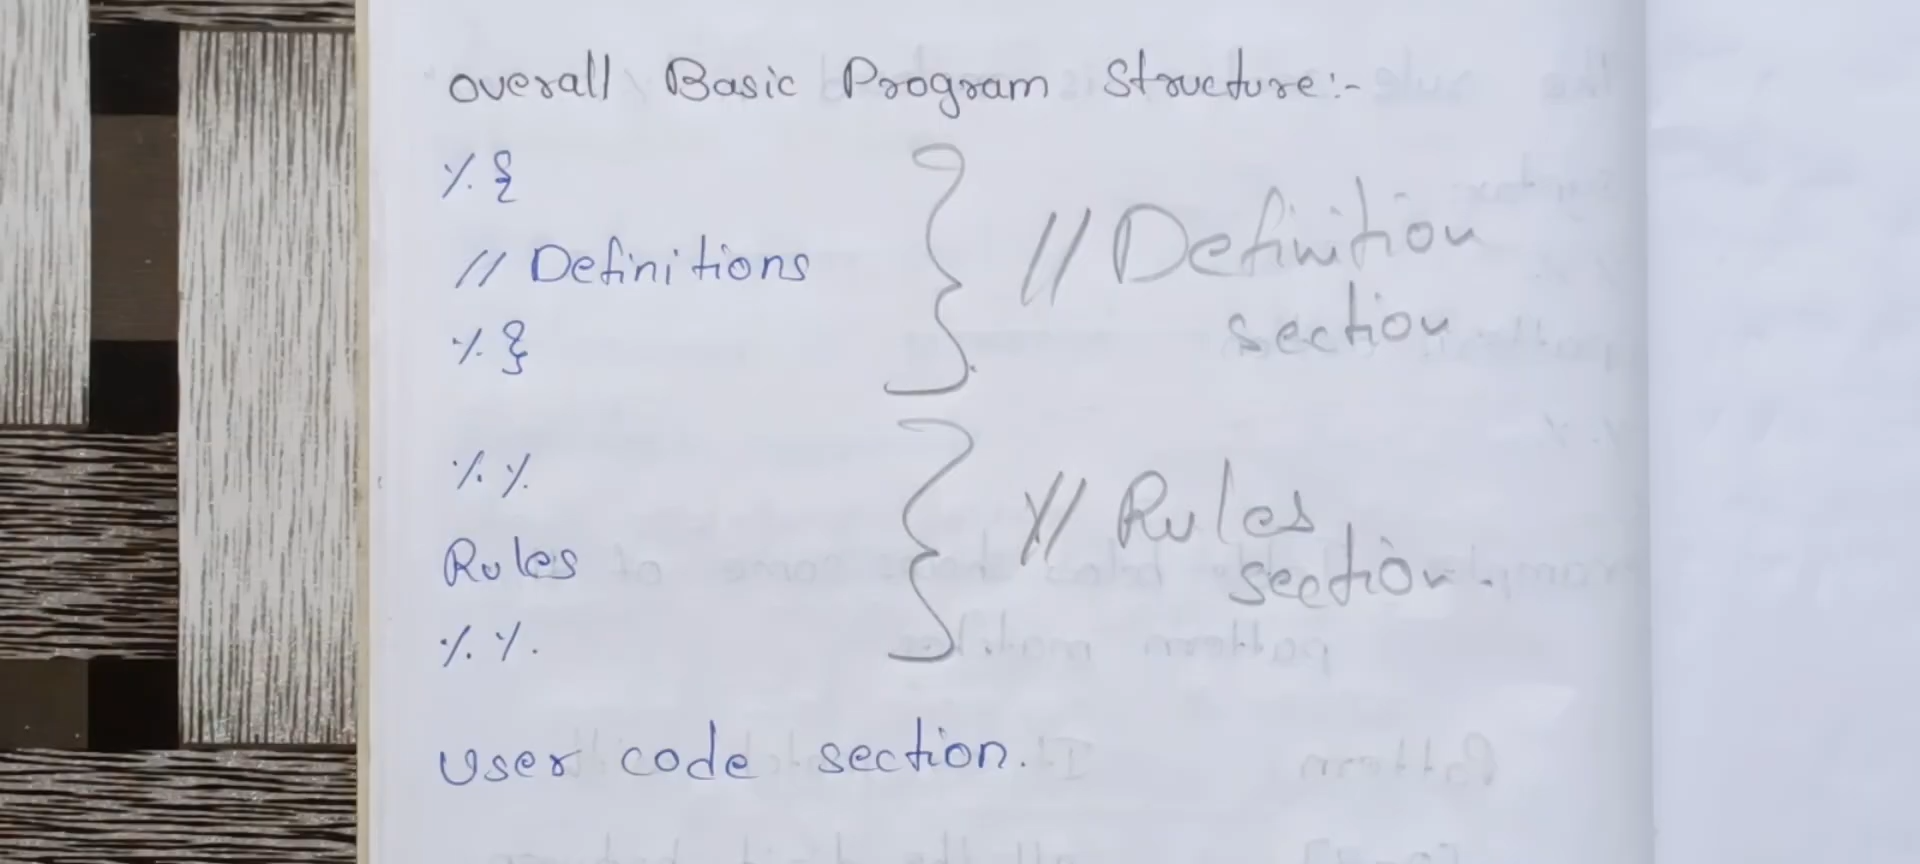 Overall Basic Program Structure:-
%{
// Definitions
%}
// Definition
section
%%
Rules
%%
// Rules
section.
User code section.